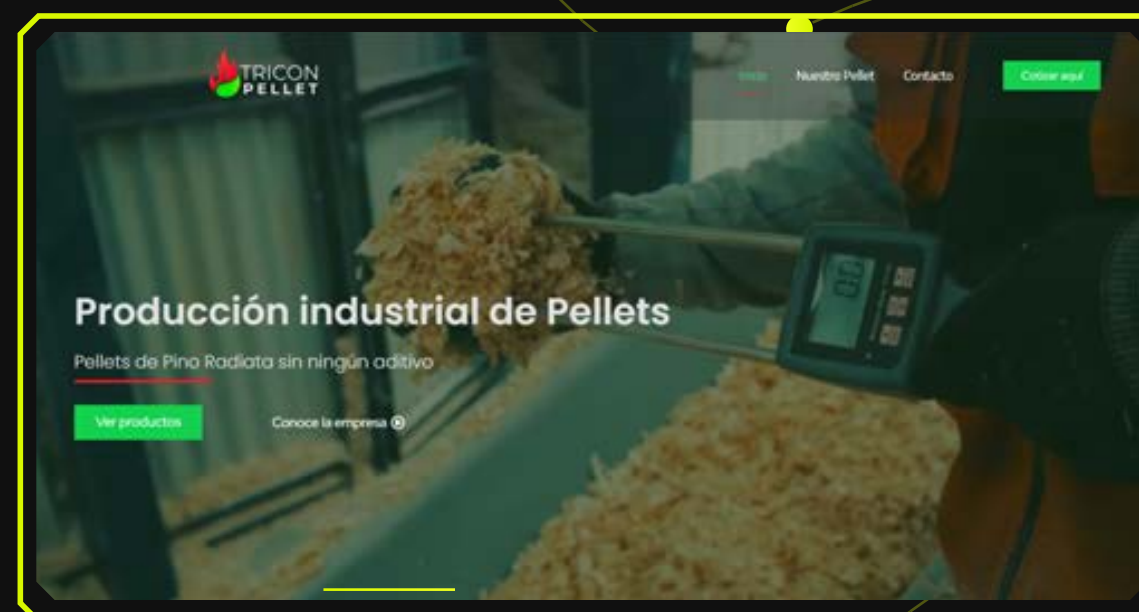 TRICON
PELLET
Inicio
Nuestro Pellet
Contacto
Cotizar aquí
Producción industrial de Pellets
Pellets de Pino Radiata sin ningún aditivo
Ver productos
Conoce la empresa